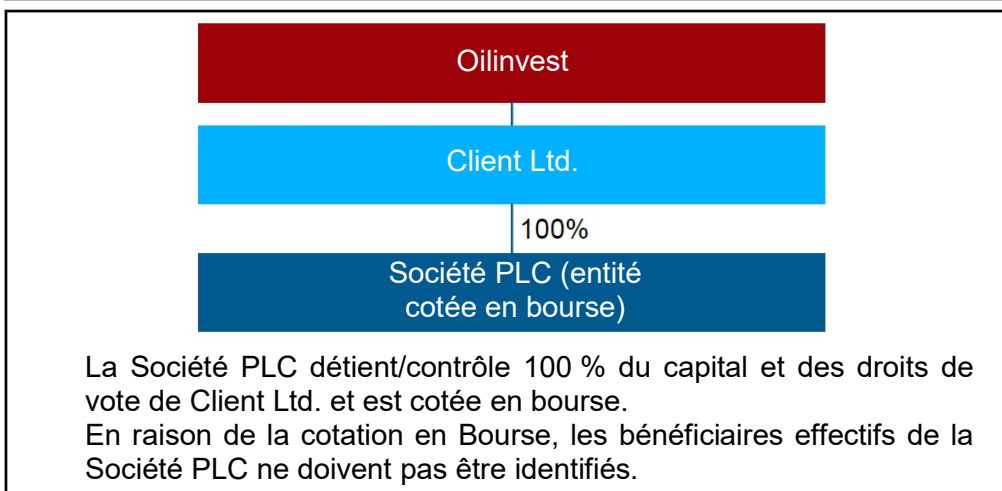 Oilinvest
Client Ltd.
100%
Société PLC (entité
cotée en bourse)
La Société PLC détient/contrôle 100 % du capital et des droits de
vote de Client Ltd. et est cotée en bourse.
En raison de la cotation en Bourse, les bénéficiaires effectifs de la
Société PLC ne doivent pas être identifiés.